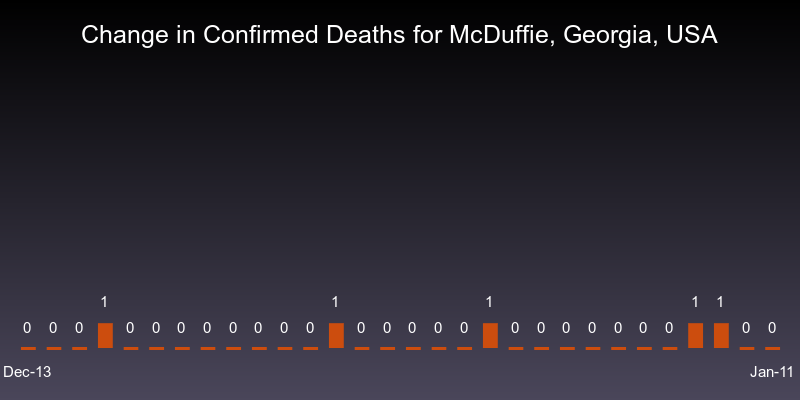 Change in Confirmed Deaths for McDuffie, Georgia, USA
1 1 1 1 1
0 0 0 0 0 0 0 0 0 0 0 0 0 0 0 0 0 0 0 0 0 0 0 0 0
Dec-13 Jan-11